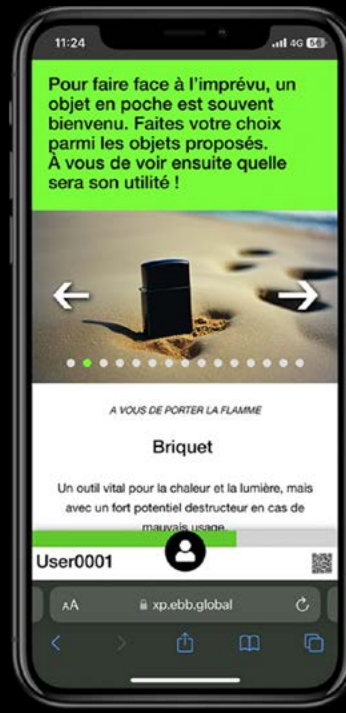 11:24
4G 58
Pour faire face à l'imprévu, un
objet en poche est souvent
bienvenu. Faites votre choix
parmi les objets proposés.
À vous de voir ensuite quelle
sera son utilité !
A VOUS DE PORTER LA FLAMME
Briquet
Un outil vital pour la chaleur et la lumière, mais
avec un fort potentiel destructeur en cas de
mauvais usage.
User0001
AA
xp.ebb.global